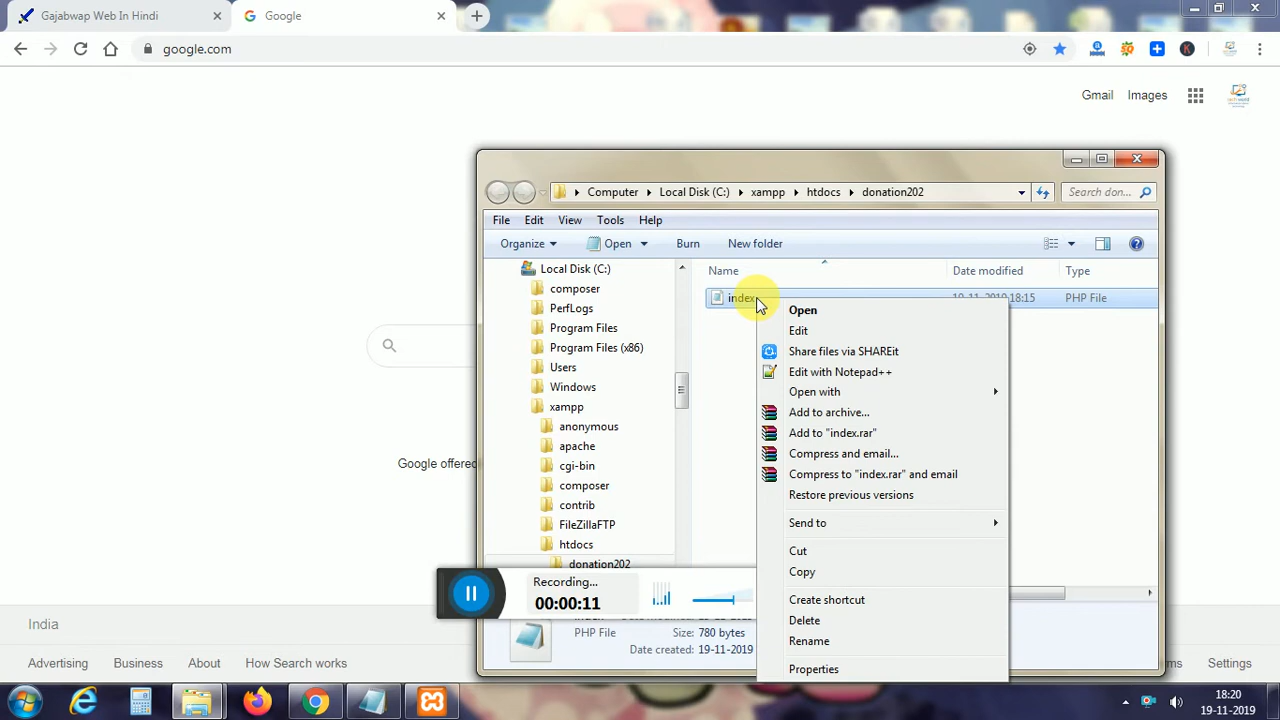 Gajabwap Web In Hindi
Google
google.com
Gmail
Images
Computer
Local Disk (C:)
xampp
htdocs
donation202
Search don...
File
Edit
View
Tools
Help
Organize
Open
Burn
New folder
Local Disk (C:)
composer
PerfLogs
Program Files
Program Files (x86)
Users
Windows
xampp
anonymous
apache
cgi-bin
composer
contrib
FileZillaFTP
htdocs
donation202
Name
Date modified
Type
index
19-11-2019 18:15
PHP File
Open
Edit
Share files via SHAREit
Edit with Notepad++
Open with
Add to archive...
Add to "index.rar"
Compress and email...
Compress to "index.rar" and email
Restore previous versions
Send to
Cut
Copy
Create shortcut
Delete
Rename
Properties
Google offered
Recording...
00:00:11
PHP File
Size: 780 bytes
Date created: 19-11-2019
India
Advertising
Business
About
How Search works
Settings
18:20
19-11-2019